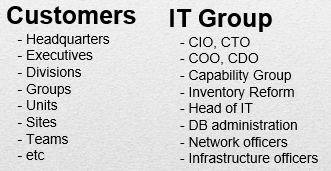 Customers
- Headquarters
- Executives
- Divisions
- Groups
- Units
- Sites
- Teams
- etc
IT Group
- CIO, CTO
- COO, CDO
- Capability Group
- Inventory Reform
- Head of IT
- DB administration
- Network officers
- Infrastructure officers